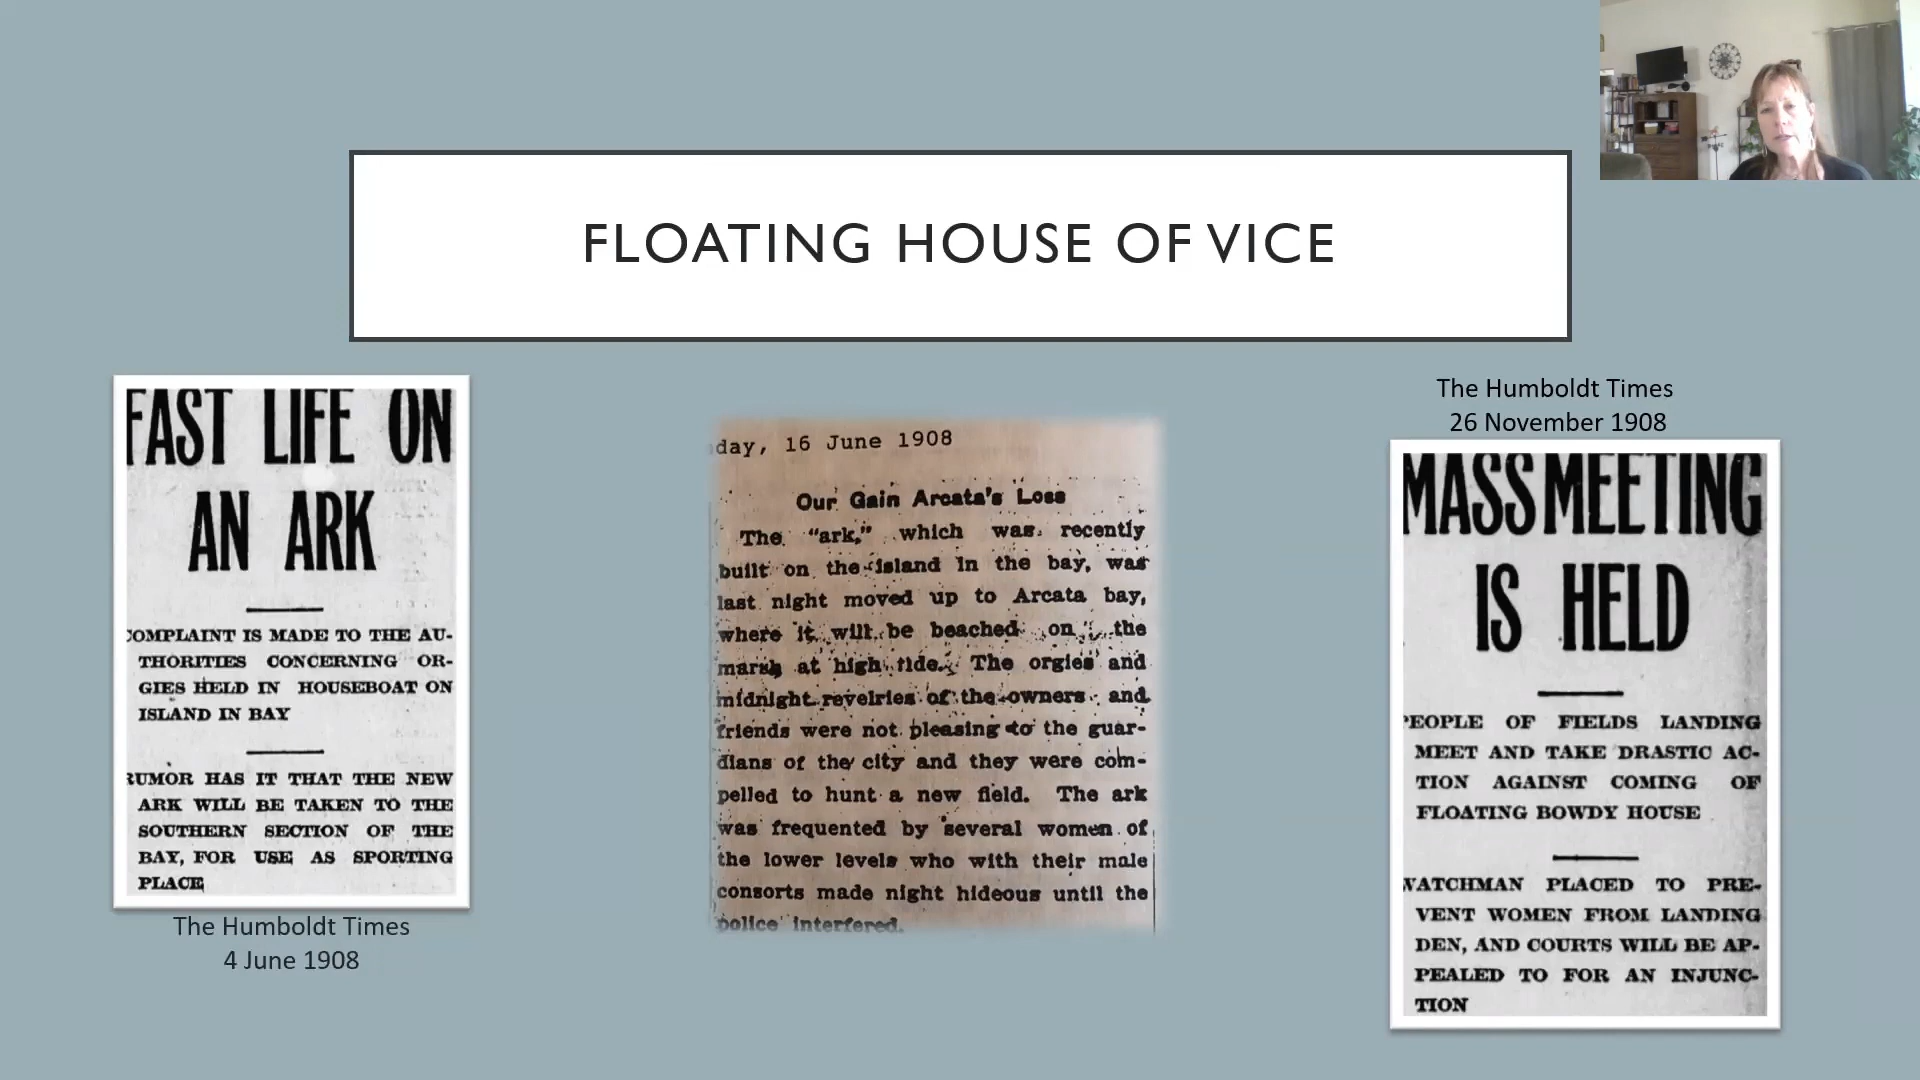 FLOATING HOUSE OF VICE
FAST LIFE ON
AN ARK
COMPLAINT IS MADE TO THE AU-
THORITIES CONCERNING OR-
GIES HELD IN HOUSEBOAT ON
ISLAND IN BAY
RUMOR HAS IT THAT THE NEW
ARK WILL BE TAKEN TO THE
SOUTHERN SECTION OF THE
BAY, FOR USE AS SPORTING
PLACE
The Humboldt Times
4 June 1908
day, 16 June 1908
Our Gain Arcata's Loss
The "ark," which was recently
built on the island in the bay, was
last night moved up to Arcata bay,
where it will be beached on the
marsh at high tide. The orgies and
midnight revelries of the owners and
friends were not pleasing to the guar-
dians of the city and they were com-
pelled to hunt a new field. The ark
was frequented by several women of
the lower levels who with their male
consorts made night hideous until the
police interfered.
The Humboldt Times
26 November 1908
MASS MEETING
IS HELD
PEOPLE OF FIELDS LANDING
MEET AND TAKE DRASTIC AC-
TION AGAINST COMING OF
FLOATING BOWDY HOUSE
WATCHMAN PLACED TO PRE-
VENT WOMEN FROM LANDING
DEN, AND COURTS WILL BE AP-
PEALED TO FOR AN INJUNC-
TION